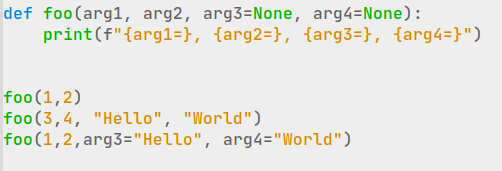 def foo(arg1, arg2, arg3=None, arg4=None):
    print(f"{arg1=}, {arg2=}, {arg3=}, {arg4=}")
foo(1,2)
foo(3,4, "Hello", "World")
foo(1,2,arg3="Hello", arg4="World")